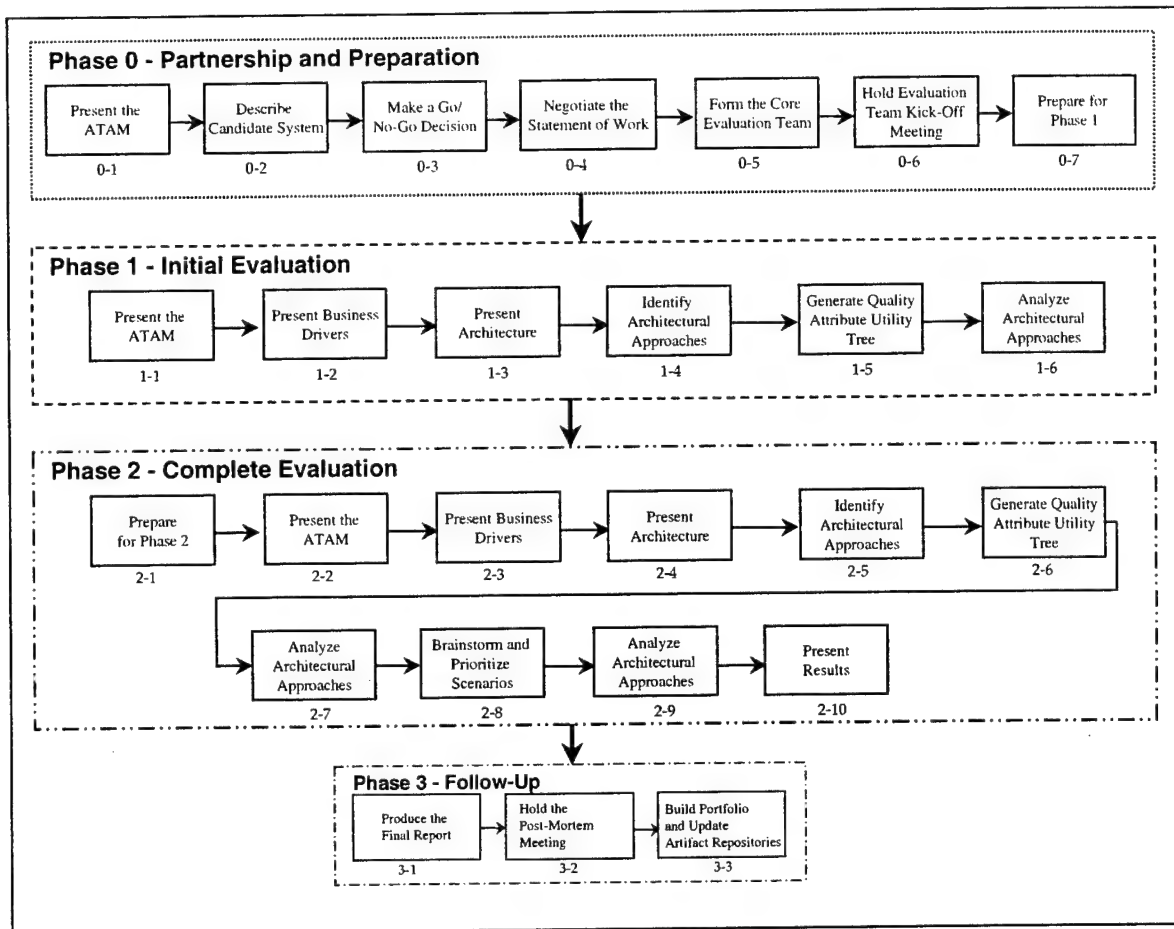 Phase 0 - Partnership and Preparation
Present the
ATAM
0-1
Describe
Candidate System
0-2
Make a Go/
No-Go Decision
0-3
Negotiate the
Statement of Work
0-4
Form the Core
Evaluation Team
0-5
Hold Evaluation
Team Kick-Off
Meeting
0-6
Prepare for
Phase 1
0-7
Phase 1 - Initial Evaluation
Present the
ATAM
1-1
Present Business
Drivers
1-2
Present
Architecture
1-3
Identify
Architectural
Approaches
1-4
Generate Quality
Attribute Utility
Tree
1-5
Analyze
Architectural
Approaches
1-6
Phase 2 - Complete Evaluation
Prepare
for Phase 2
2-1
Present the
ATAM
2-2
Present Business
Drivers
2-3
Present
Architecture
2-4
Identify
Architectural
Approaches
2-5
Generate Quality
Attribute Utility
Tree
2-6
Analyze
Architectural
Approaches
2-7
Brainstorm and
Prioritize
Scenarios
2-8
Analyze
Architectural
Approaches
2-9
Present
Results
2-10
Phase 3 - Follow-Up
Produce the
Final Report
3-1
Hold the
Post-Mortem
Meeting
3-2
Build Portfolio
and Update
Artifact Repositories
3-3